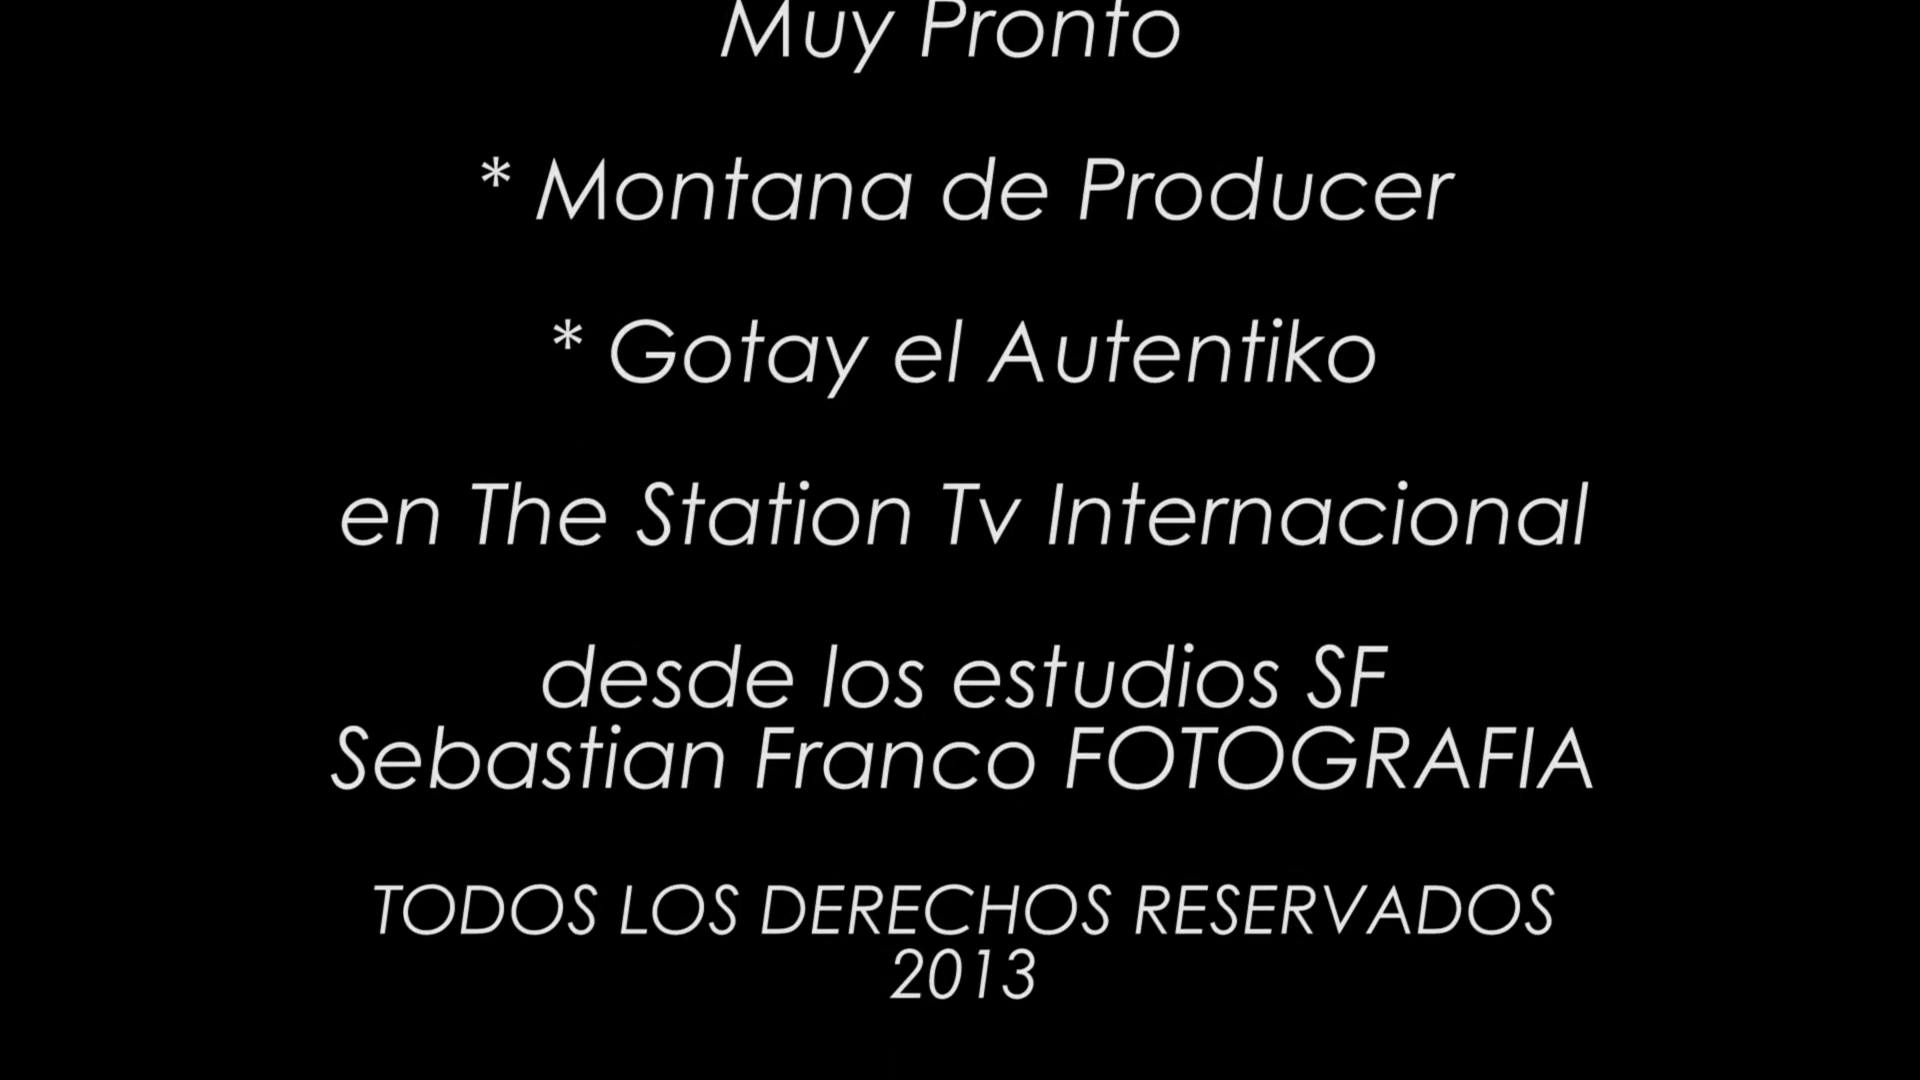 Muy Pronto
* Montana de Producer
* Gotay el Autentiko
en The Station Tv Internacional
desde los estudios SF
Sebastian Franco FOTOGRAFIA
TODOS LOS DERECHOS RESERVADOS
2013